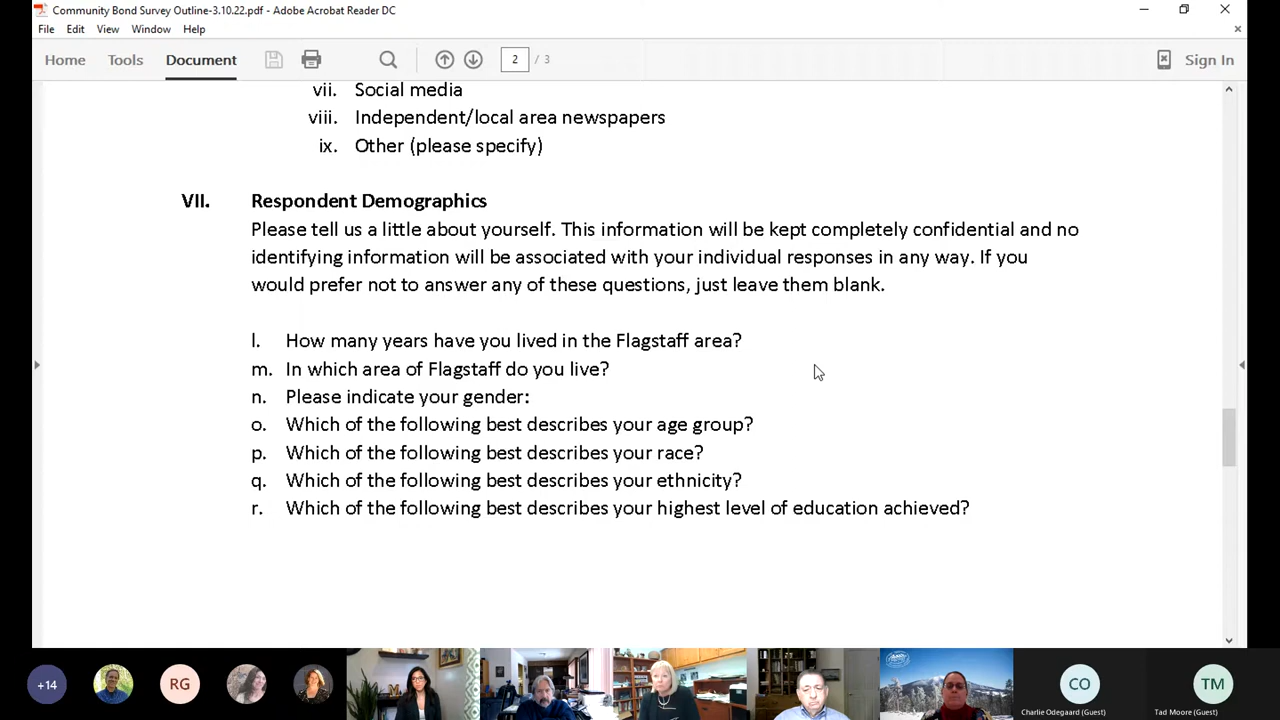 Community Bond Survey Outline-3.10.22.pdf - Adobe Acrobat Reader DC
File Edit View Window Help
Home Tools Document 2 / 3 Sign In
vii. Social media
viii. Independent/local area newspapers
ix. Other (please specify)
VII. Respondent Demographics
Please tell us a little about yourself. This information will be kept completely confidential and no
identifying information will be associated with your individual responses in any way. If you
would prefer not to answer any of these questions, just leave them blank.
l. How many years have you lived in the Flagstaff area?
m. In which area of Flagstaff do you live?
n. Please indicate your gender:
o. Which of the following best describes your age group?
p. Which of the following best describes your race?
q. Which of the following best describes your ethnicity?
r. Which of the following best describes your highest level of education achieved?
+14 RG CO TM
Charlie Odegaard (Guest) Tad Moore (Guest)